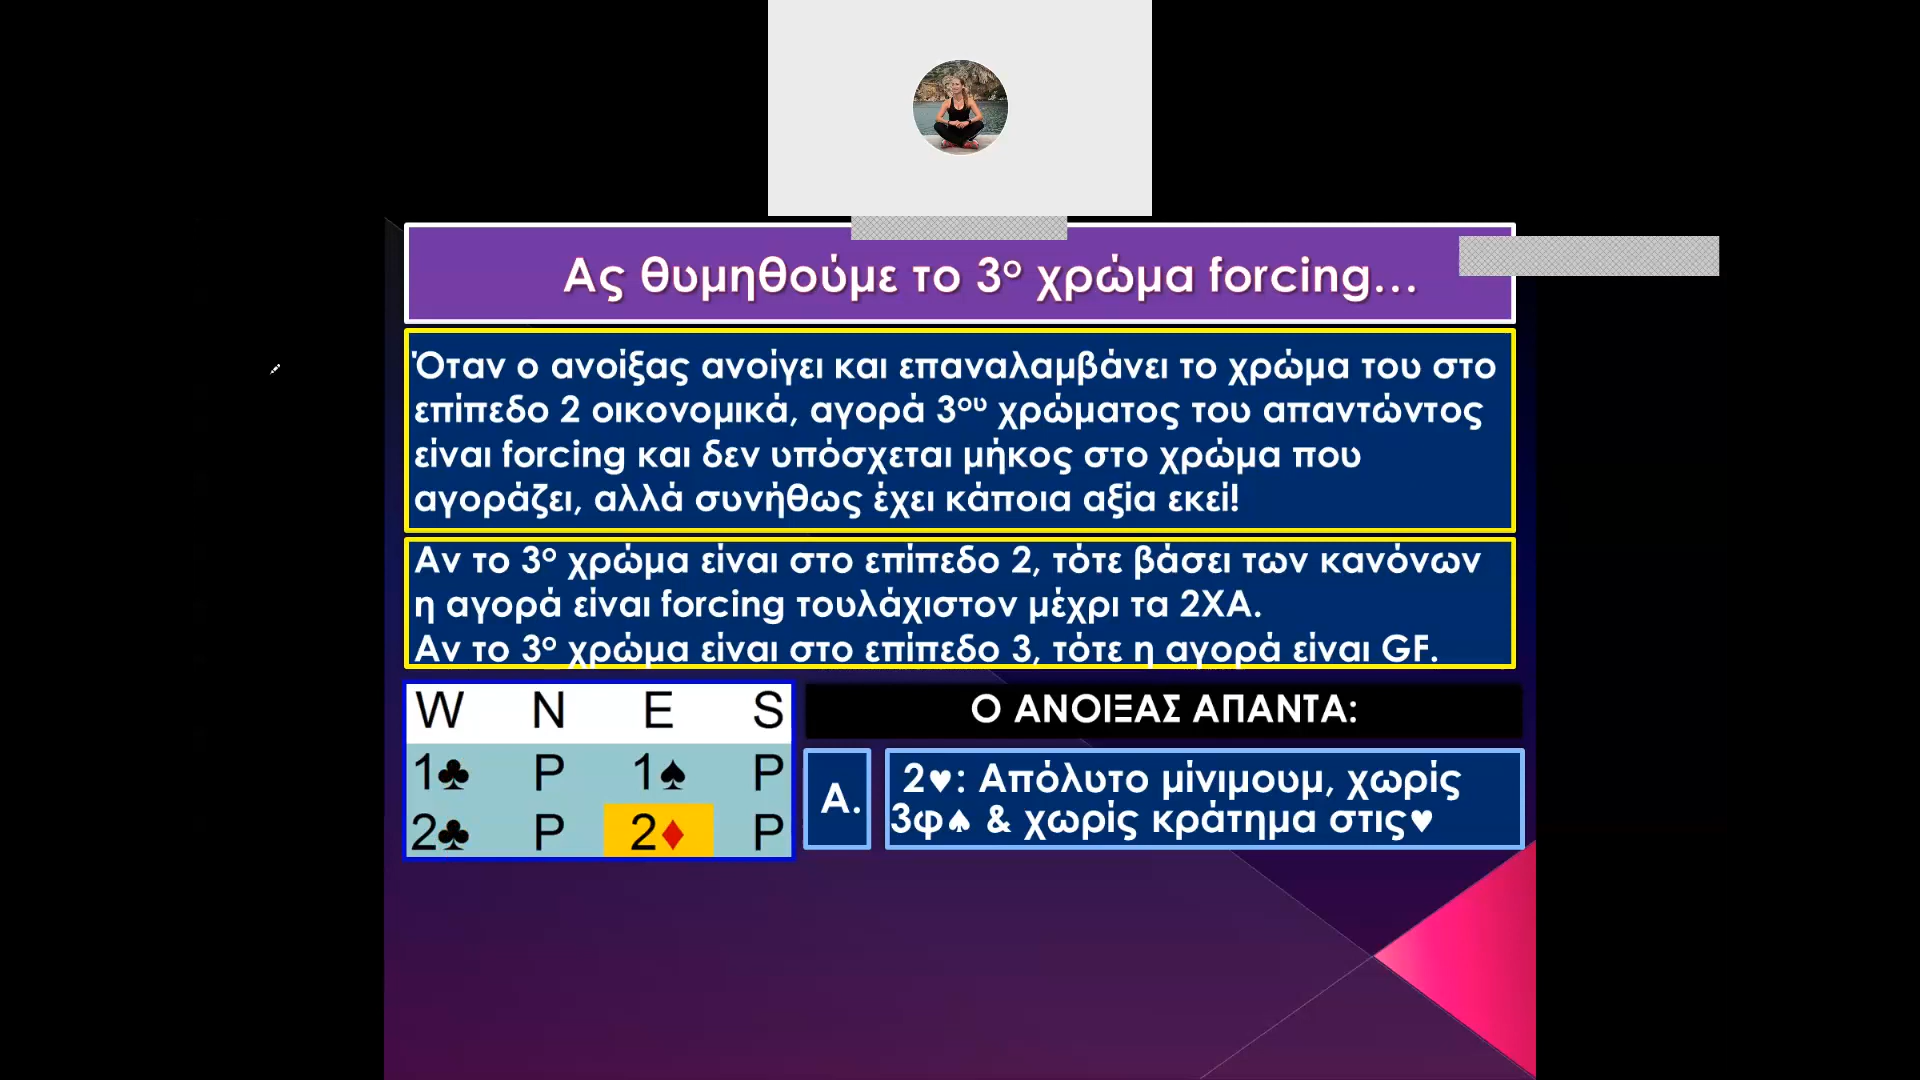 Ας θυμηθούμε το 3ο χρώμα forcing…
Όταν ο ανοίξας ανοίγει και επαναλαμβάνει το χρώμα του στο
επίπεδο 2 οικονομικά, αγορά 3ου χρώματος του απαντώντος
είναι forcing και δεν υπόσχεται μήκος στο χρώμα που
αγοράζει, αλλά συνήθως έχει κάποια αξία εκεί!
Αν το 3ο χρώμα είναι στο επίπεδο 2, τότε βάσει των κανόνων
η αγορά είναι forcing τουλάχιστον μέχρι τα 2ΧΑ.
Αν το 3ο χρώμα είναι στο επίπεδο 3, τότε η αγορά είναι GF.
W N E S
1♣ P 1♠ P
2♣ P 2♦ P
Ο ΑΝΟΙΞΑΣ ΑΠΑΝΤΑ:
Α.
2♥: Απόλυτο μίνιμουμ, χωρίς
3φ♠ & χωρίς κράτημα στις♥